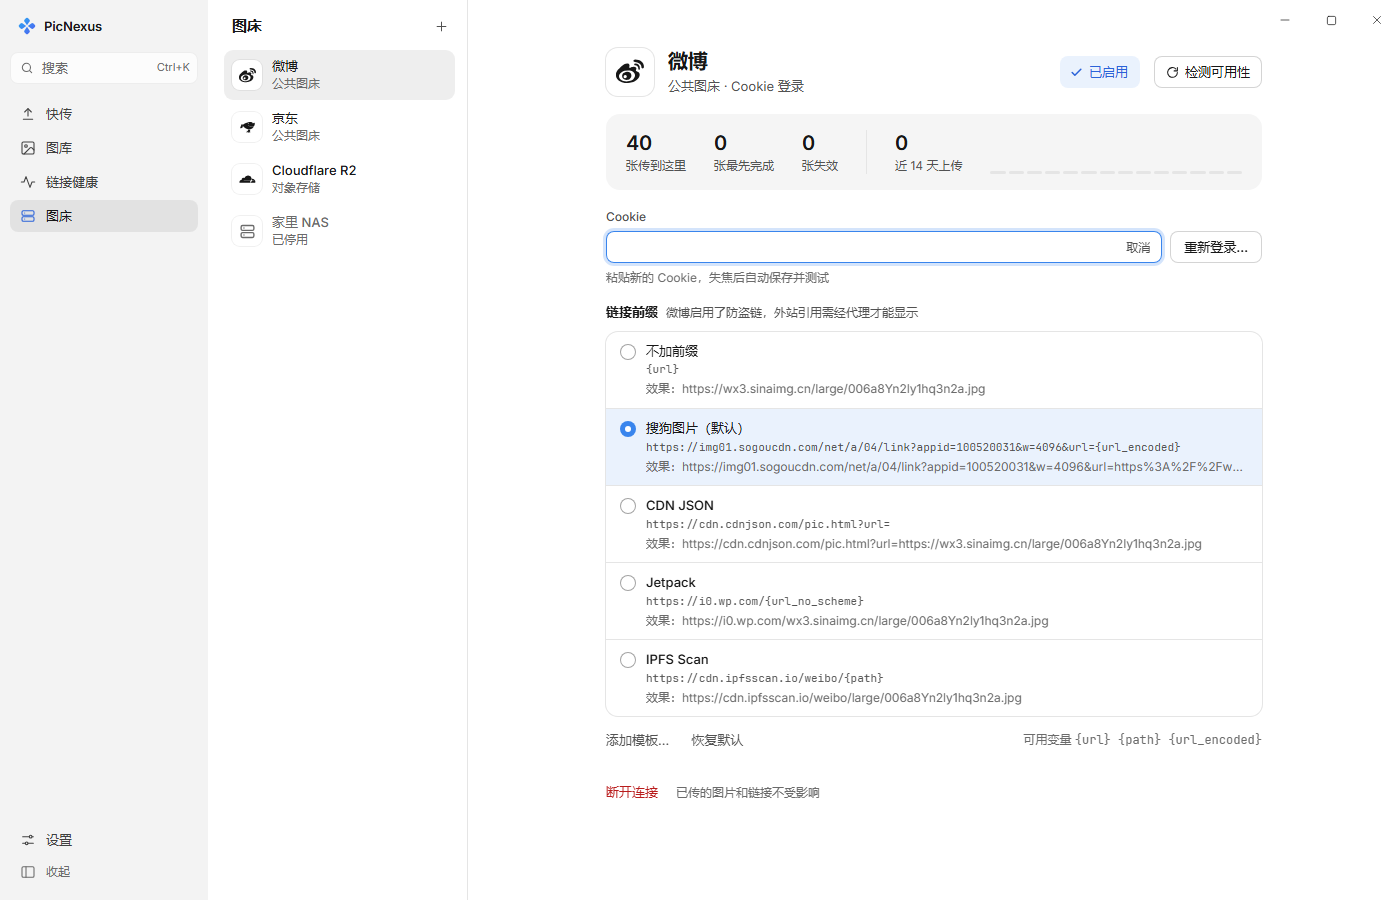 PicNexus
搜索
Ctrl+K
快传
图库
链接健康
图床
设置
收起
图床
微博
公共图床
京东
公共图床
Cloudflare R2
对象存储
家里 NAS
已停用
微博
公共图床 · Cookie 登录
已启用
检测可用性
40
张传到这里
0
张最先完成
0
张失效
0
近 14 天上传
Cookie
取消
重新登录...
粘贴新的 Cookie，失焦后自动保存并测试
链接前缀 微博启用了防盗链，外站引用需经代理才能显示
不加前缀
{url}
效果：https://wx3.sinaimg.cn/large/006a8Yn2ly1hq3n2a.jpg
搜狗图片（默认）
https://img01.sogoucdn.com/net/a/04/link?appid=100520031&w=4096&url={url_encoded}
效果：https://img01.sogoucdn.com/net/a/04/link?appid=100520031&w=4096&url=https%3A%2F%2Fw...
CDN JSON
https://cdn.cdnjson.com/pic.html?url=
效果：https://cdn.cdnjson.com/pic.html?url=https://wx3.sinaimg.cn/large/006a8Yn2ly1hq3n2a.jpg
Jetpack
https://i0.wp.com/{url_no_scheme}
效果：https://i0.wp.com/wx3.sinaimg.cn/large/006a8Yn2ly1hq3n2a.jpg
IPFS Scan
https://cdn.ipfsscan.io/weibo/{path}
效果：https://cdn.ipfsscan.io/weibo/large/006a8Yn2ly1hq3n2a.jpg
添加模板...
恢复默认
可用变量 {url} {path} {url_encoded}
断开连接
已传的图片和链接不受影响